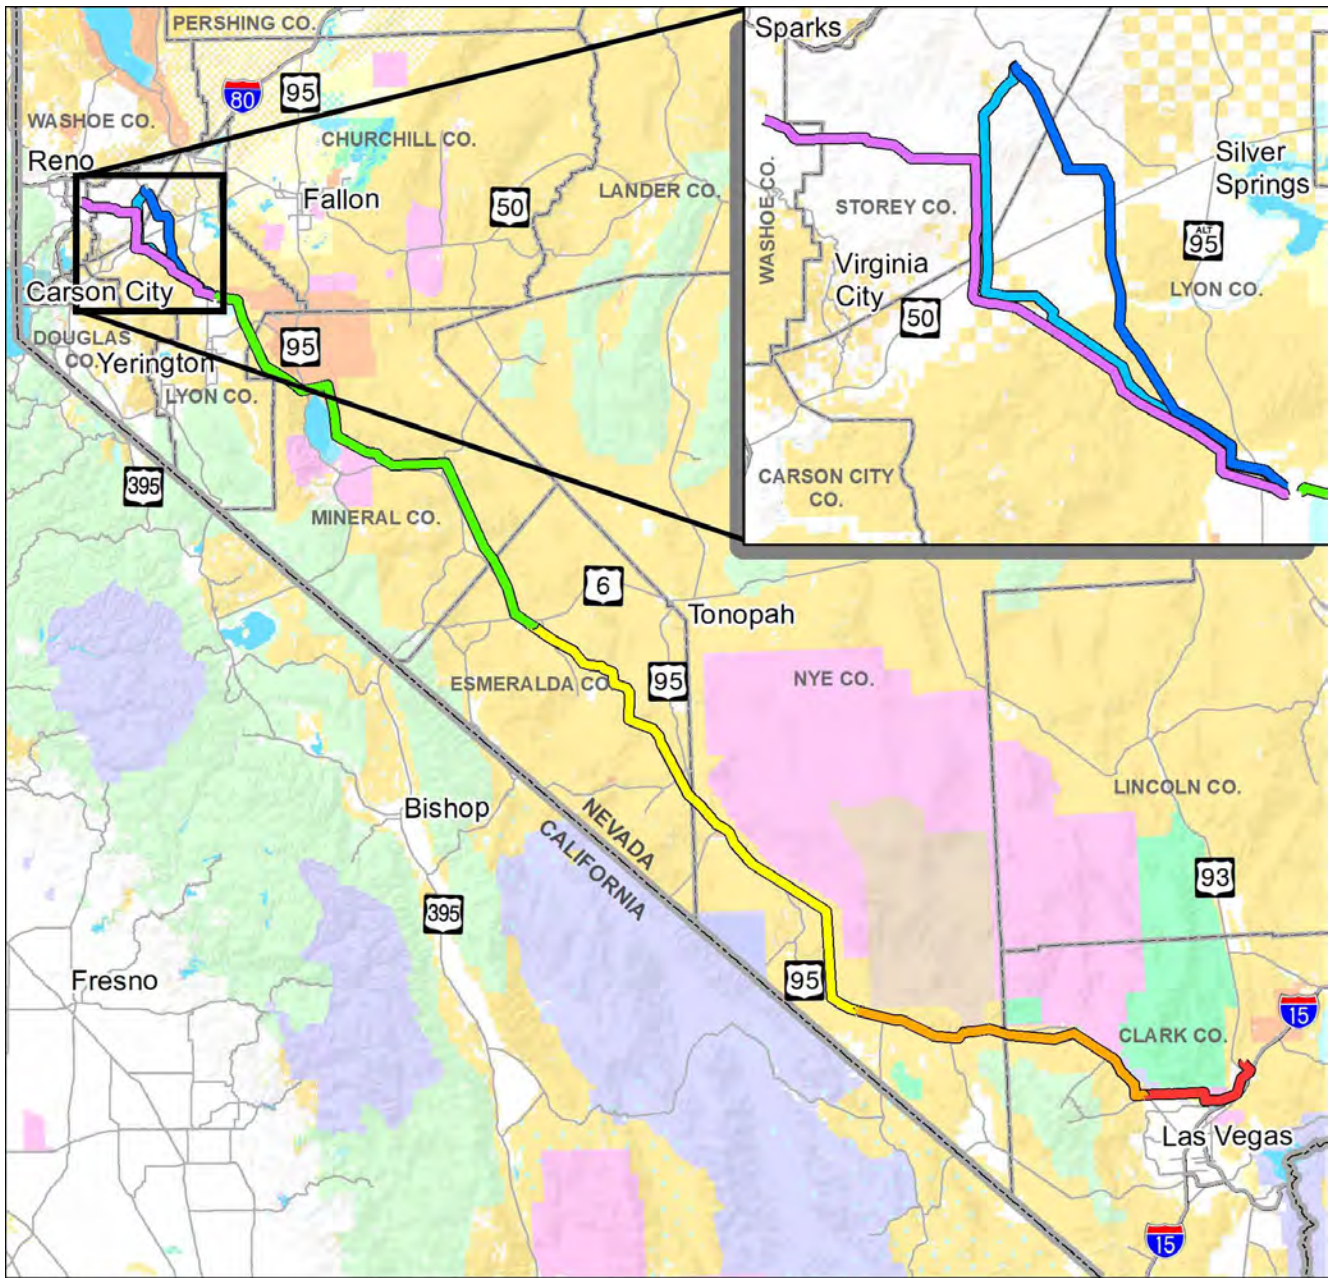 PERSHING CO.
Sparks
80
95
WASHOE CO.
CHURCHILL CO.
Reno
Fallon
LANDER CO.
50
Silver
Springs
WASHOE CO.
STOREY CO.
ALT
95
Virginia
City
LYON CO.
50
Carson City
DOUGLAS
CO.
Yerington
95
LYON CO.
395
CARSON CITY
CO.
MINERAL CO.
6
Tonopah
ESMERALDA CO.
95
NYE CO.
LINCOLN CO.
Bishop
NEVADA
CALIFORNIA
93
395
Fresno
95
15
CLARK CO.
Las Vegas
15